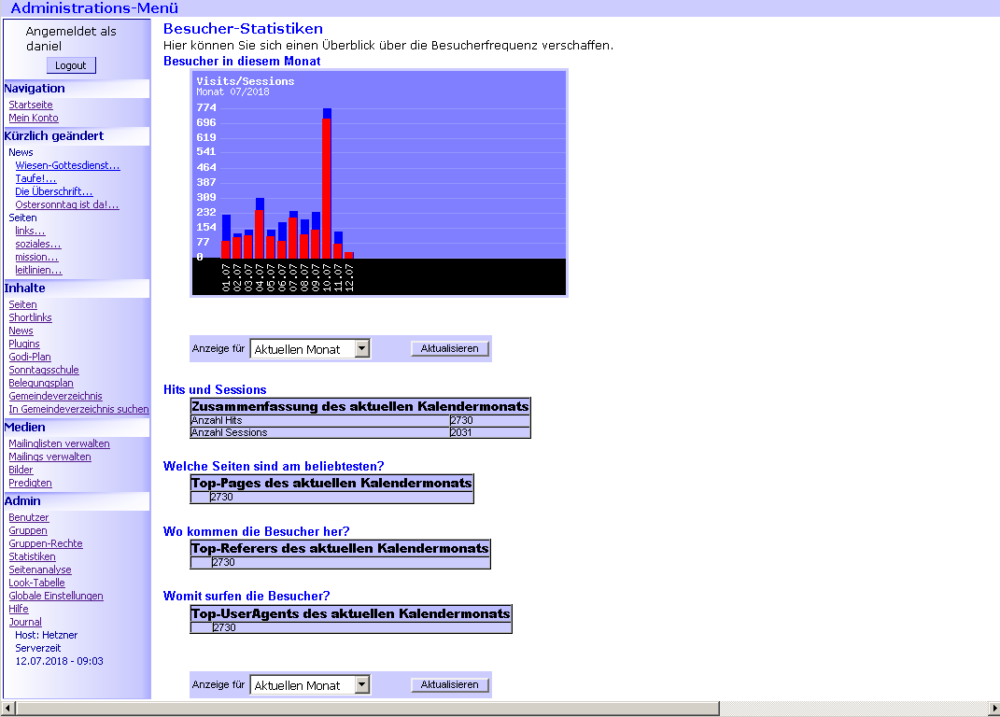 Administrations-Menü
Angemeldet als
daniel
Logout
Navigation
Startseite
Mein Konto
Kürzlich geändert
News
Wiesen-Gottesdienst...
Taufe!...
Die Überschrift...
Ostersonntag ist da!...
Seiten
links...
soziales...
mission...
leitlinien...
Inhalte
Seiten
Shortlinks
News
Plugins
Godi-Plan
Sonntagsschule
Belegungsplan
Gemeindeverzeichnis
In Gemeindeverzeichnis suchen
Medien
Mailinglisten verwalten
Mailings verwalten
Bilder
Predigten
Admin
Benutzer
Gruppen
Gruppen-Rechte
Statistiken
Seitenanalyse
Look-Tabelle
Globale Einstellungen
Hilfe
Journal
Host: Hetzner
Serverzeit
12.07.2018 - 09:03
Besucher-Statistiken
Hier können Sie sich einen Überblick über die Besucherfrequenz verschaffen.
Besucher in diesem Monat
Visits/Sessions
Monat 07/2018
774
696
619
541
464
387
309
232
154
77
0
01.07 02.07 03.07 04.07 05.07 06.07 07.07 08.07 09.07 10.07 11.07 12.07
Anzeige für Aktuellen Monat Aktualisieren
Hits und Sessions
Zusammenfassung des aktuellen Kalendermonats
Anzahl Hits 2730
Anzahl Sessions 2031
Welche Seiten sind am beliebtesten?
Top-Pages des aktuellen Kalendermonats
2730
Wo kommen die Besucher her?
Top-Referers des aktuellen Kalendermonats
2730
Womit surfen die Besucher?
Top-UserAgents des aktuellen Kalendermonats
2730
Anzeige für Aktuellen Monat Aktualisieren